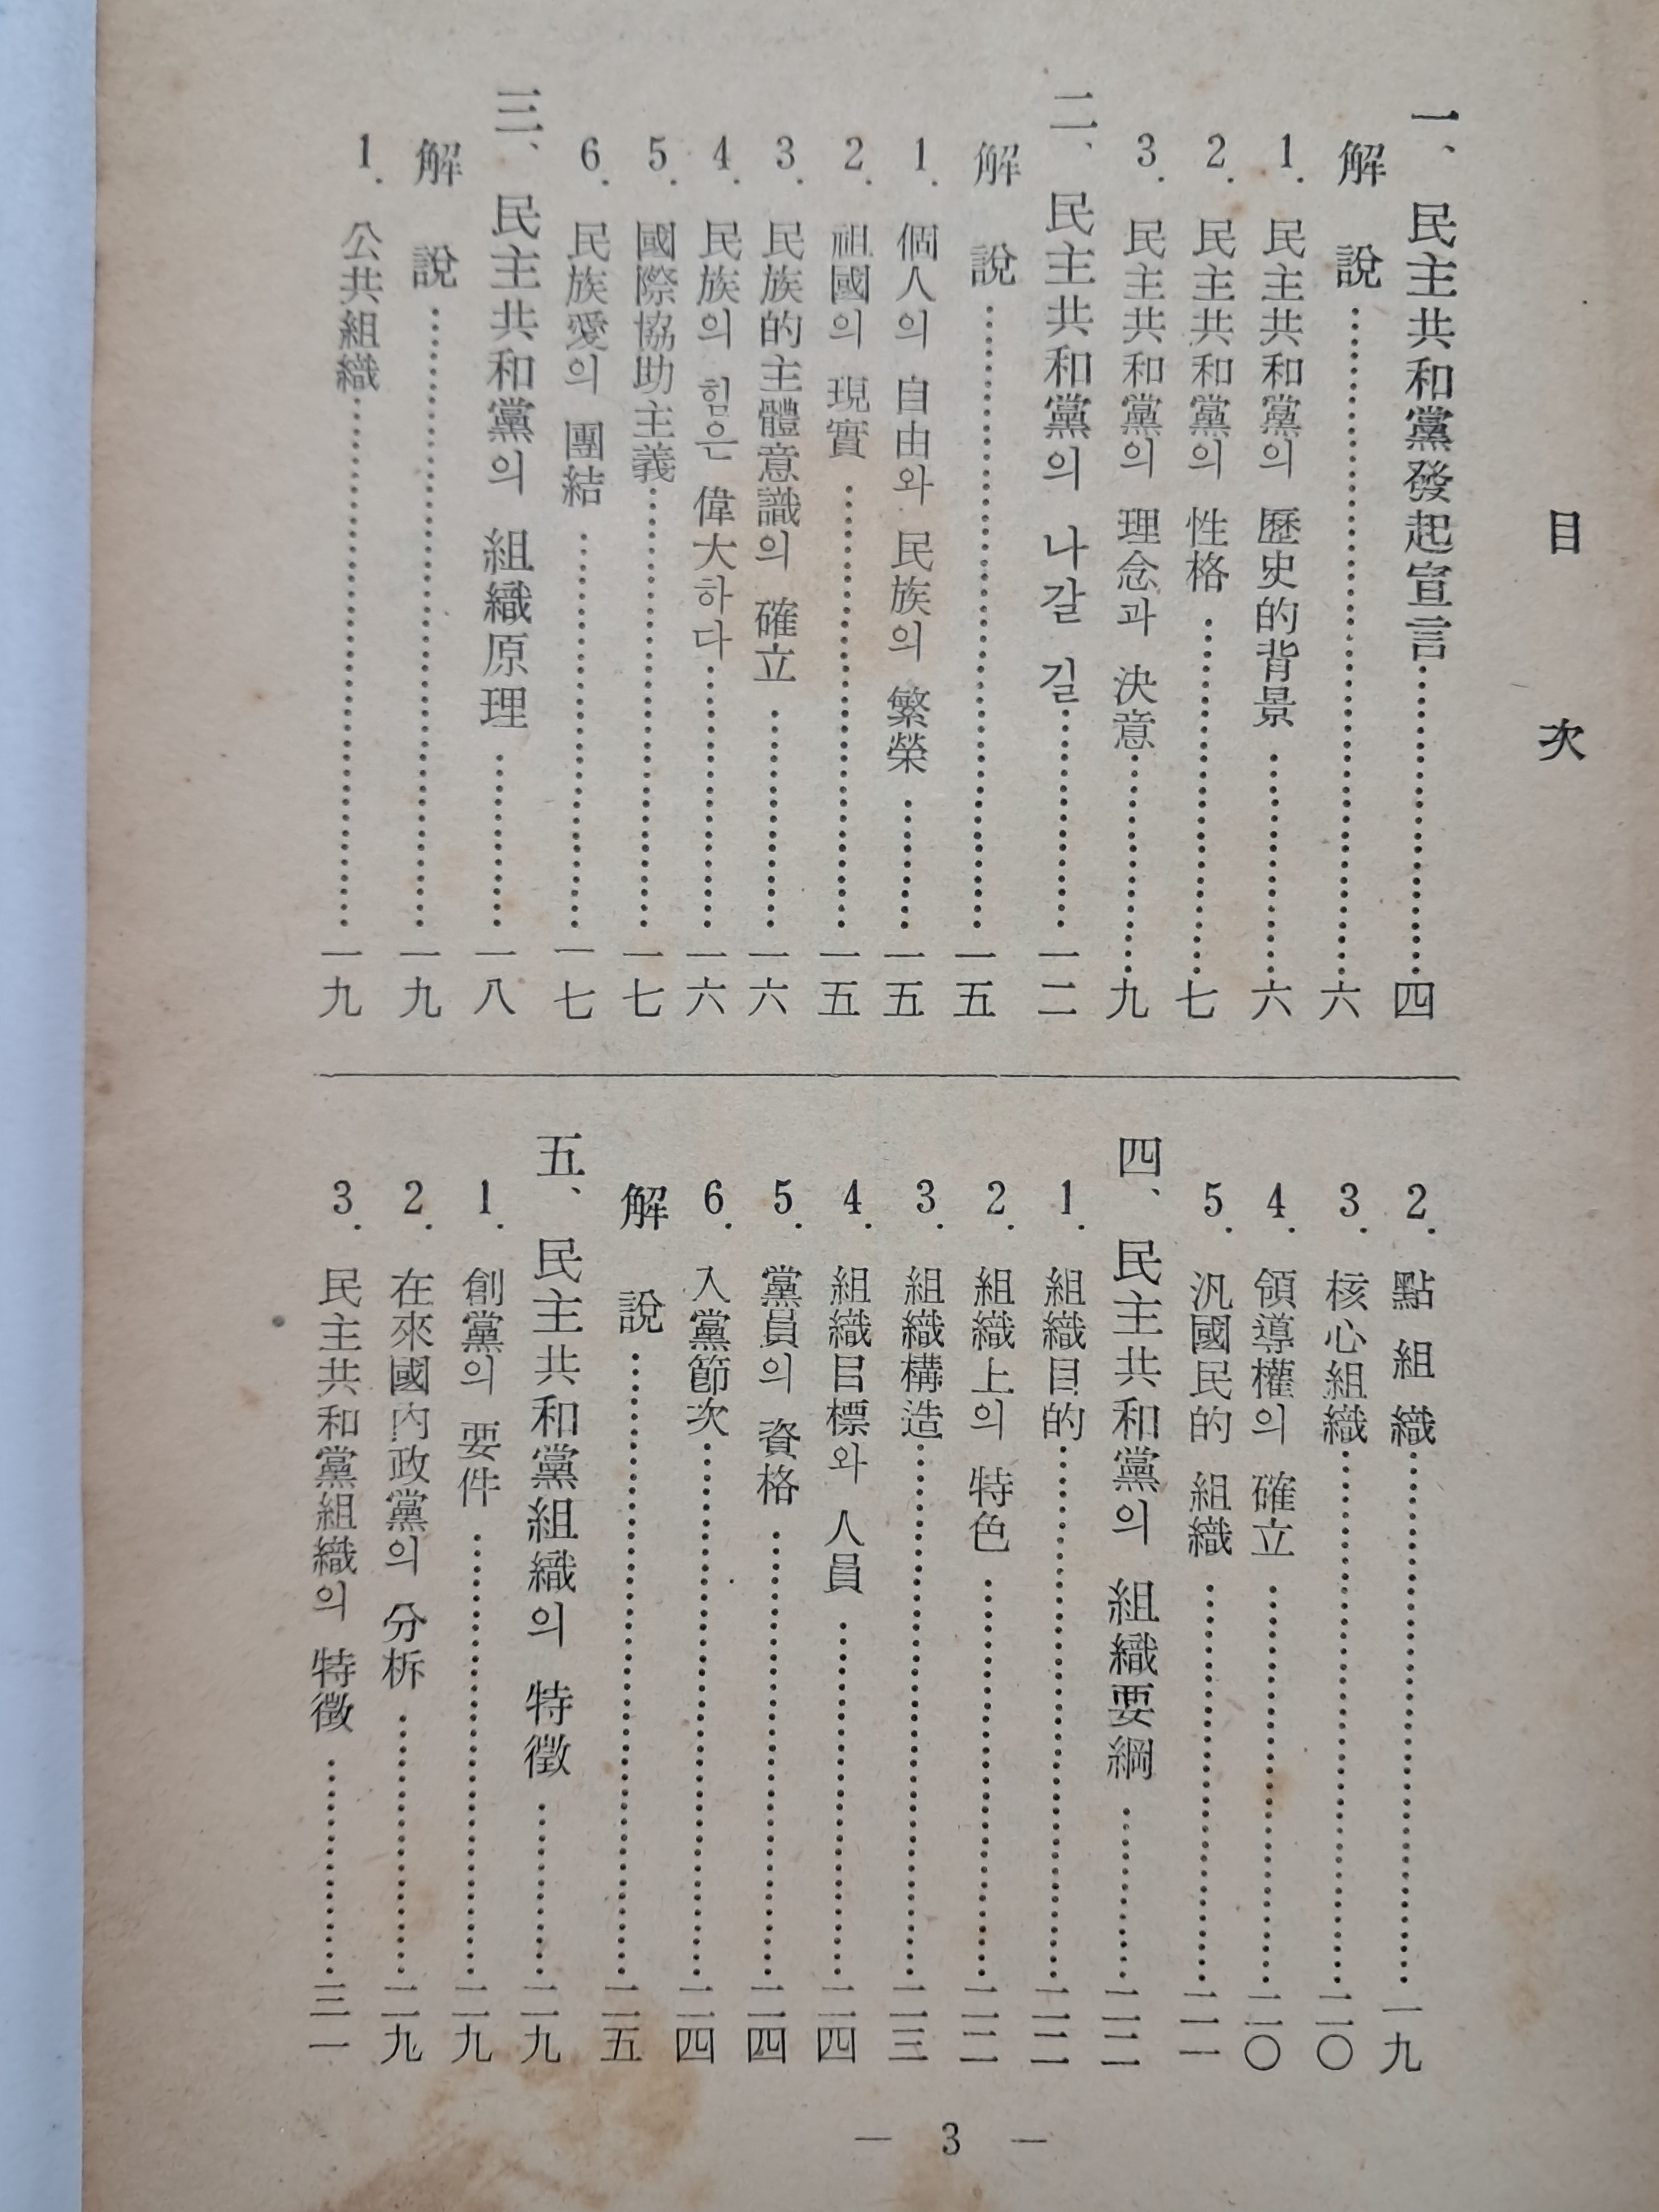 目 次
一、民主共和黨發起宣言……………四
解 說……………六
1. 民主共和黨의 歷史的背景……………六
2. 民主共和黨의 性格……………七
3. 民主共和黨의 理念과 決意……………九
二、民主共和黨의 나갈 길……………一二
解 說……………一五
1. 個人의 自由와 民族의 繁榮……………一五
2. 祖國의 現實……………一五
3. 民族的主體意識의 確立……………一六
4. 民族의 힘은 偉大하다……………一六
5. 國際協助主義……………一七
6. 民族愛의 團結……………一七
三、民主共和黨의 組織原理……………一八
解 說……………一九
1. 公共組織……………一九
2. 點組織……………一九
3. 核心組織……………二〇
4. 領導權의 確立……………二〇
5. 汎國民的 組織……………二一
四、民主共和黨의 組織要綱……………二二
1. 組織目的……………二二
2. 組織上의 特色……………二二
3. 組織構造……………二三
4. 組織目標와 人員……………二四
5. 黨員의 資格……………二四
6. 入黨節次……………二四
解 說……………二五
五、民主共和黨組織의 特徵……………二九
1. 創黨의 要件……………二九
2. 在來國內政黨의 分析……………二九
3. 民主共和黨組織의 特徵……………三一
— 3 —